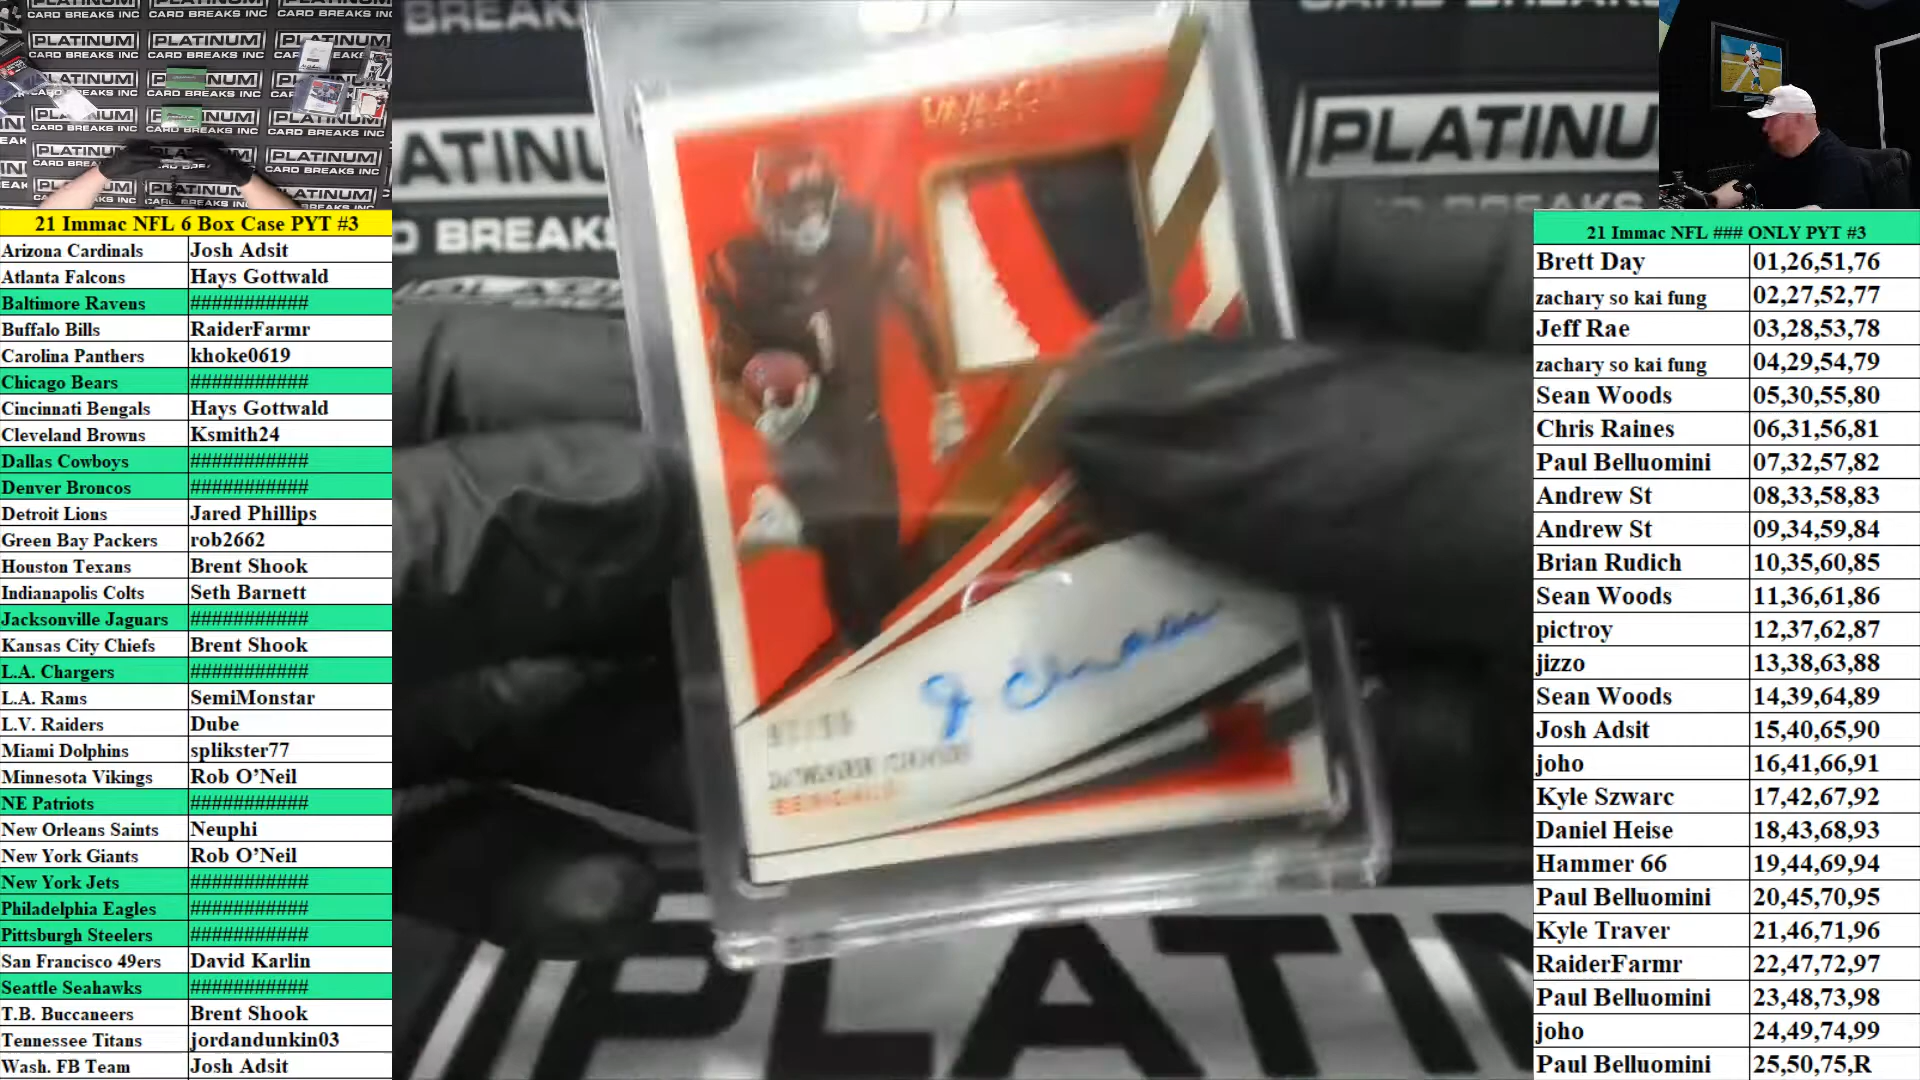 PLATINUM
CARD BREAKS INC
21 Immac NFL 6 Box Case PYT #3
Arizona Cardinals Josh Adsit
Atlanta Falcons Hays Gottwald
Baltimore Ravens ###########
Buffalo Bills RaiderFarmr
Carolina Panthers khoke0619
Chicago Bears ###########
Cincinnati Bengals Hays Gottwald
Cleveland Browns Ksmith24
Dallas Cowboys ###########
Denver Broncos ###########
Detroit Lions Jared Phillips
Green Bay Packers rob2662
Houston Texans Brent Shook
Indianapolis Colts Seth Barnett
Jacksonville Jaguars ###########
Kansas City Chiefs Brent Shook
L.A. Chargers ###########
L.A. Rams SemiMonstar
L.V. Raiders Dube
Miami Dolphins splikster77
Minnesota Vikings Rob O’Neil
NE Patriots ###########
New Orleans Saints Neuphi
New York Giants Rob O’Neil
New York Jets ###########
Philadelphia Eagles ###########
Pittsburgh Steelers ###########
San Francisco 49ers David Karlin
Seattle Seahawks ###########
T.B. Buccaneers Brent Shook
Tennessee Titans jordandunkin03
Wash. FB Team Josh Adsit
PLATINU
BREAKS
J Chase
BENGALS
PLATIN
21 Immac NFL ### ONLY PYT #3
Brett Day 01,26,51,76
zachary so kai fung 02,27,52,77
Jeff Rae 03,28,53,78
zachary so kai fung 04,29,54,79
Sean Woods 05,30,55,80
Chris Raines 06,31,56,81
Paul Belluomini 07,32,57,82
Andrew St 08,33,58,83
Andrew St 09,34,59,84
Brian Rudich 10,35,60,85
Sean Woods 11,36,61,86
pictroy 12,37,62,87
jizzo 13,38,63,88
Sean Woods 14,39,64,89
Josh Adsit 15,40,65,90
joho 16,41,66,91
Kyle Szwarc 17,42,67,92
Daniel Heise 18,43,68,93
Hammer 66 19,44,69,94
Paul Belluomini 20,45,70,95
Kyle Traver 21,46,71,96
RaiderFarmr 22,47,72,97
Paul Belluomini 23,48,73,98
joho 24,49,74,99
Paul Belluomini 25,50,75,R